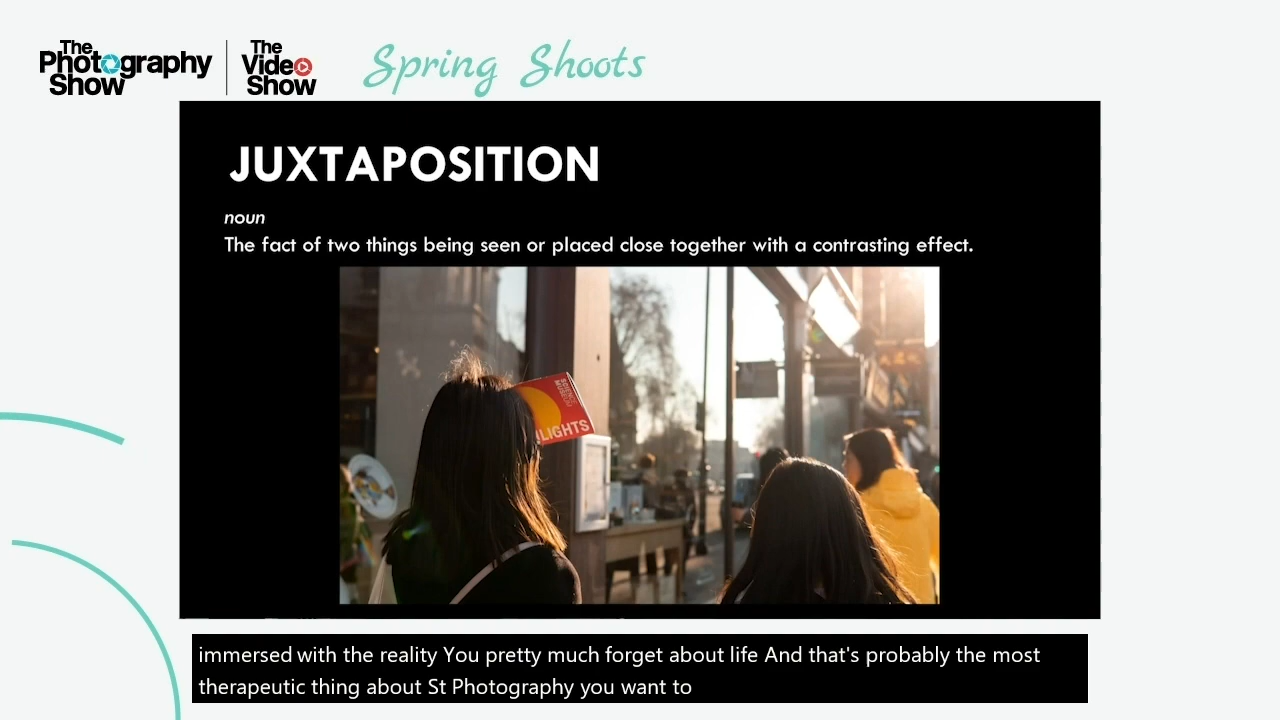 The
Photography
Show
The
Video
Show
Spring Shoots
JUXTAPOSITION
noun
The fact of two things being seen or placed close together with a contrasting effect.
SCIENCE
MUSEUM
LIGHTS
immersed with the reality You pretty much forget about life And that's probably the most
therapeutic thing about St Photography you want to